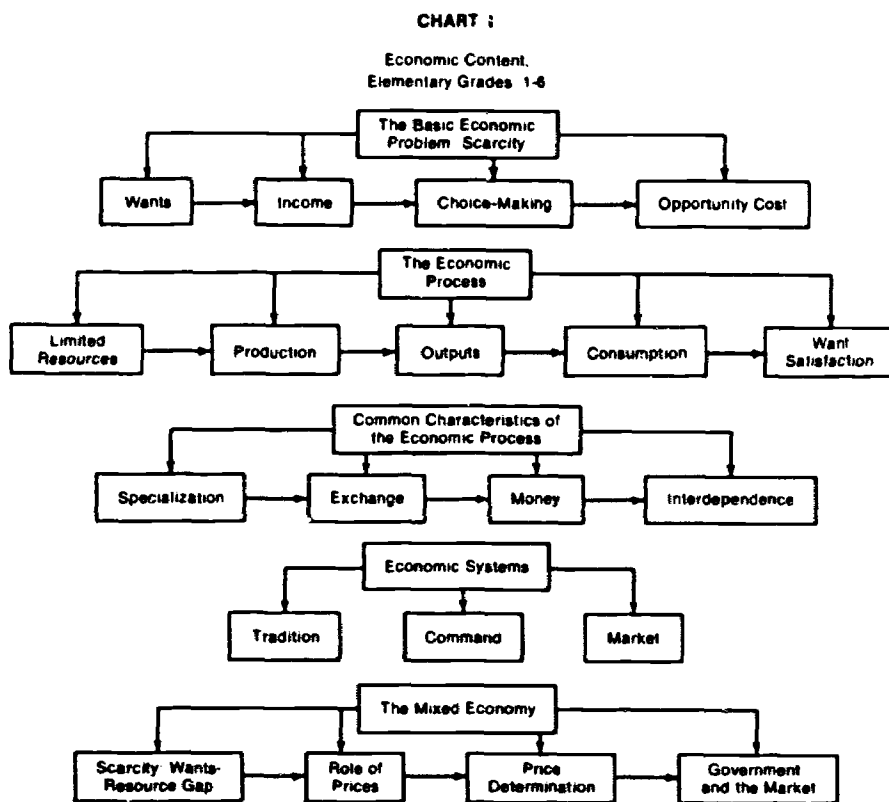 CHART :
Economic Content,
Elementary Grades 1-6
The Basic Economic
Problem Scarcity
Wants
Income
Choice-Making
Opportunity Cost
The Economic
Process
Limited
Resources
Production
Outputs
Consumption
Want
Satisfaction
Common Characteristics of
the Economic Process
Specialization
Exchange
Money
Interdependence
Economic Systems
Tradition
Command
Market
The Mixed Economy
Scarcity Wants-
Resource Gap
Role of
Prices
Price
Determination
Government
and the Market